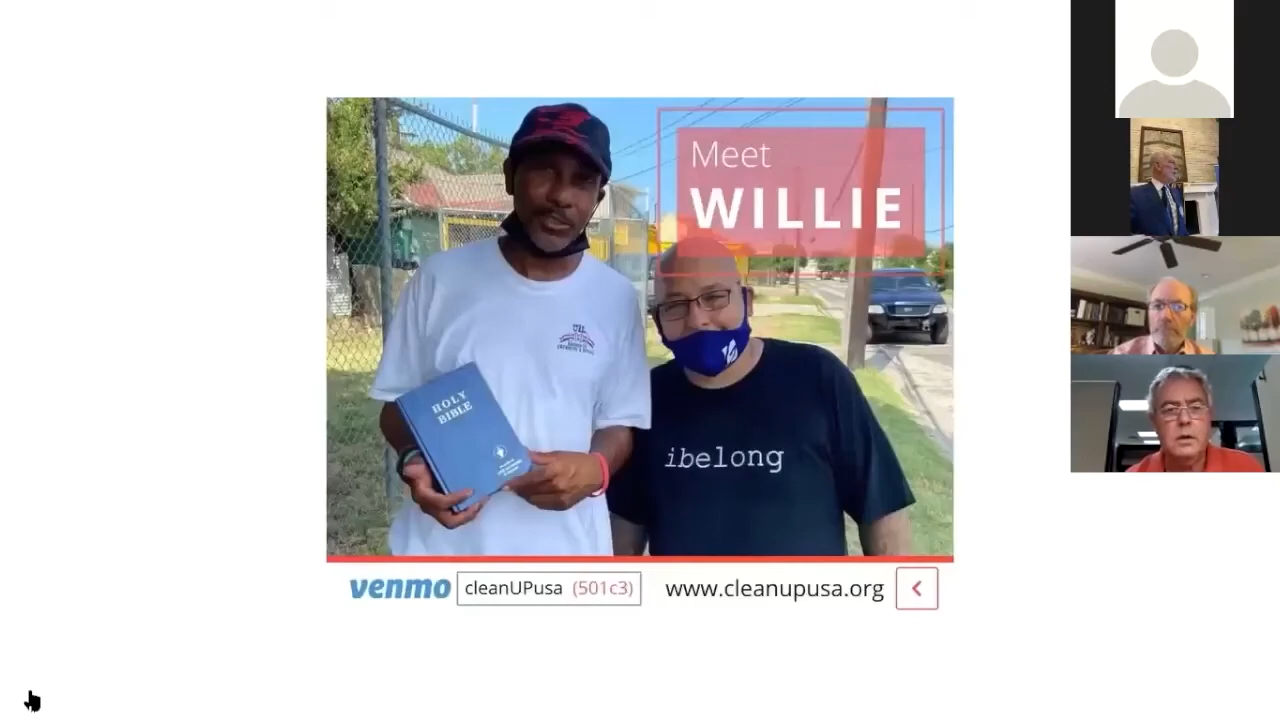 Meet
WILLIE
HOLY
BIBLE
ibelong
venmo
cleanUPusa (501c3)
www.cleanupusa.org